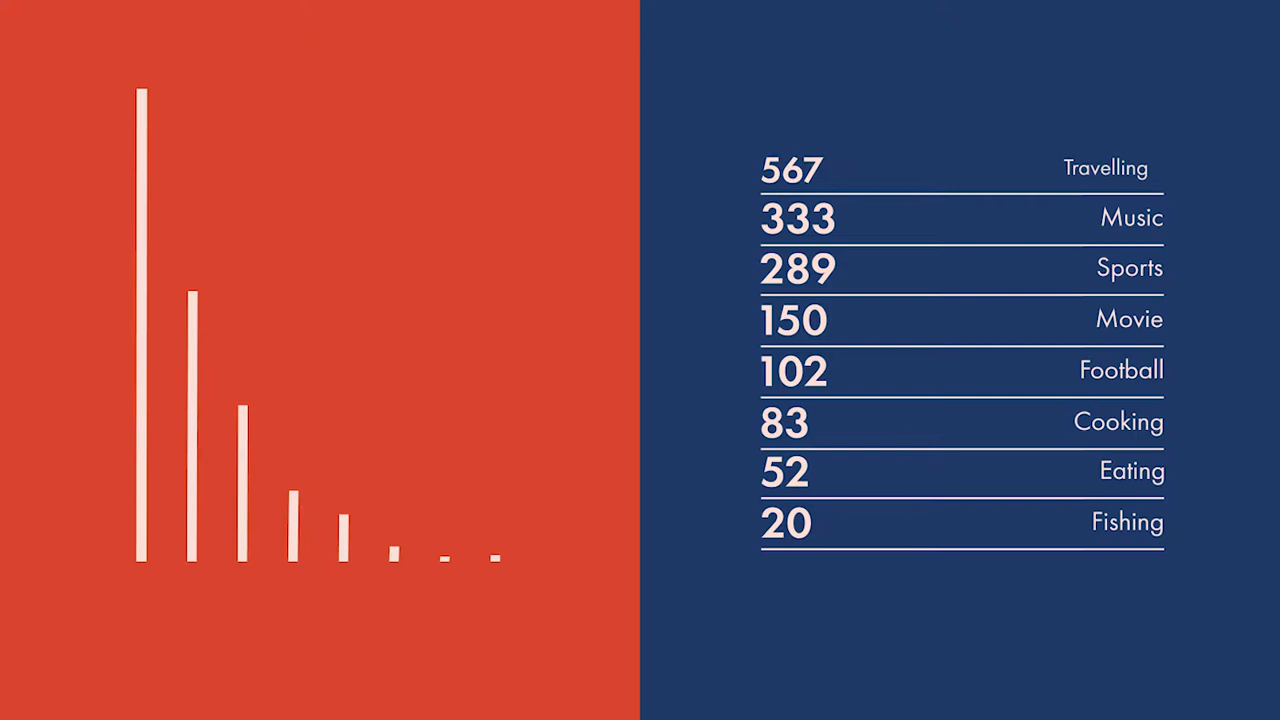 567 Travelling
333 Music
289 Sports
150 Movie
102 Football
83 Cooking
52 Eating
20 Fishing